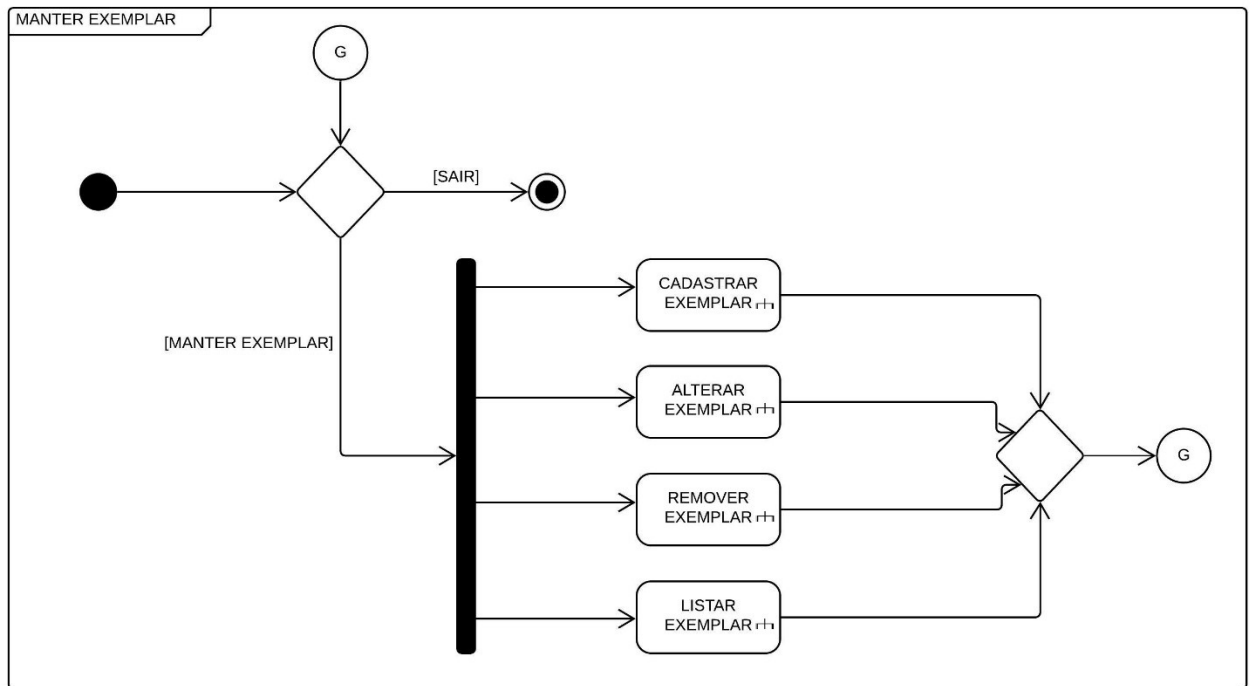 MANTER EXEMPLAR
G
[SAIR]
CADASTRAR
EXEMPLAR
[MANTER EXEMPLAR]
ALTERAR
EXEMPLAR
G
REMOVER
EXEMPLAR
LISTAR
EXEMPLAR